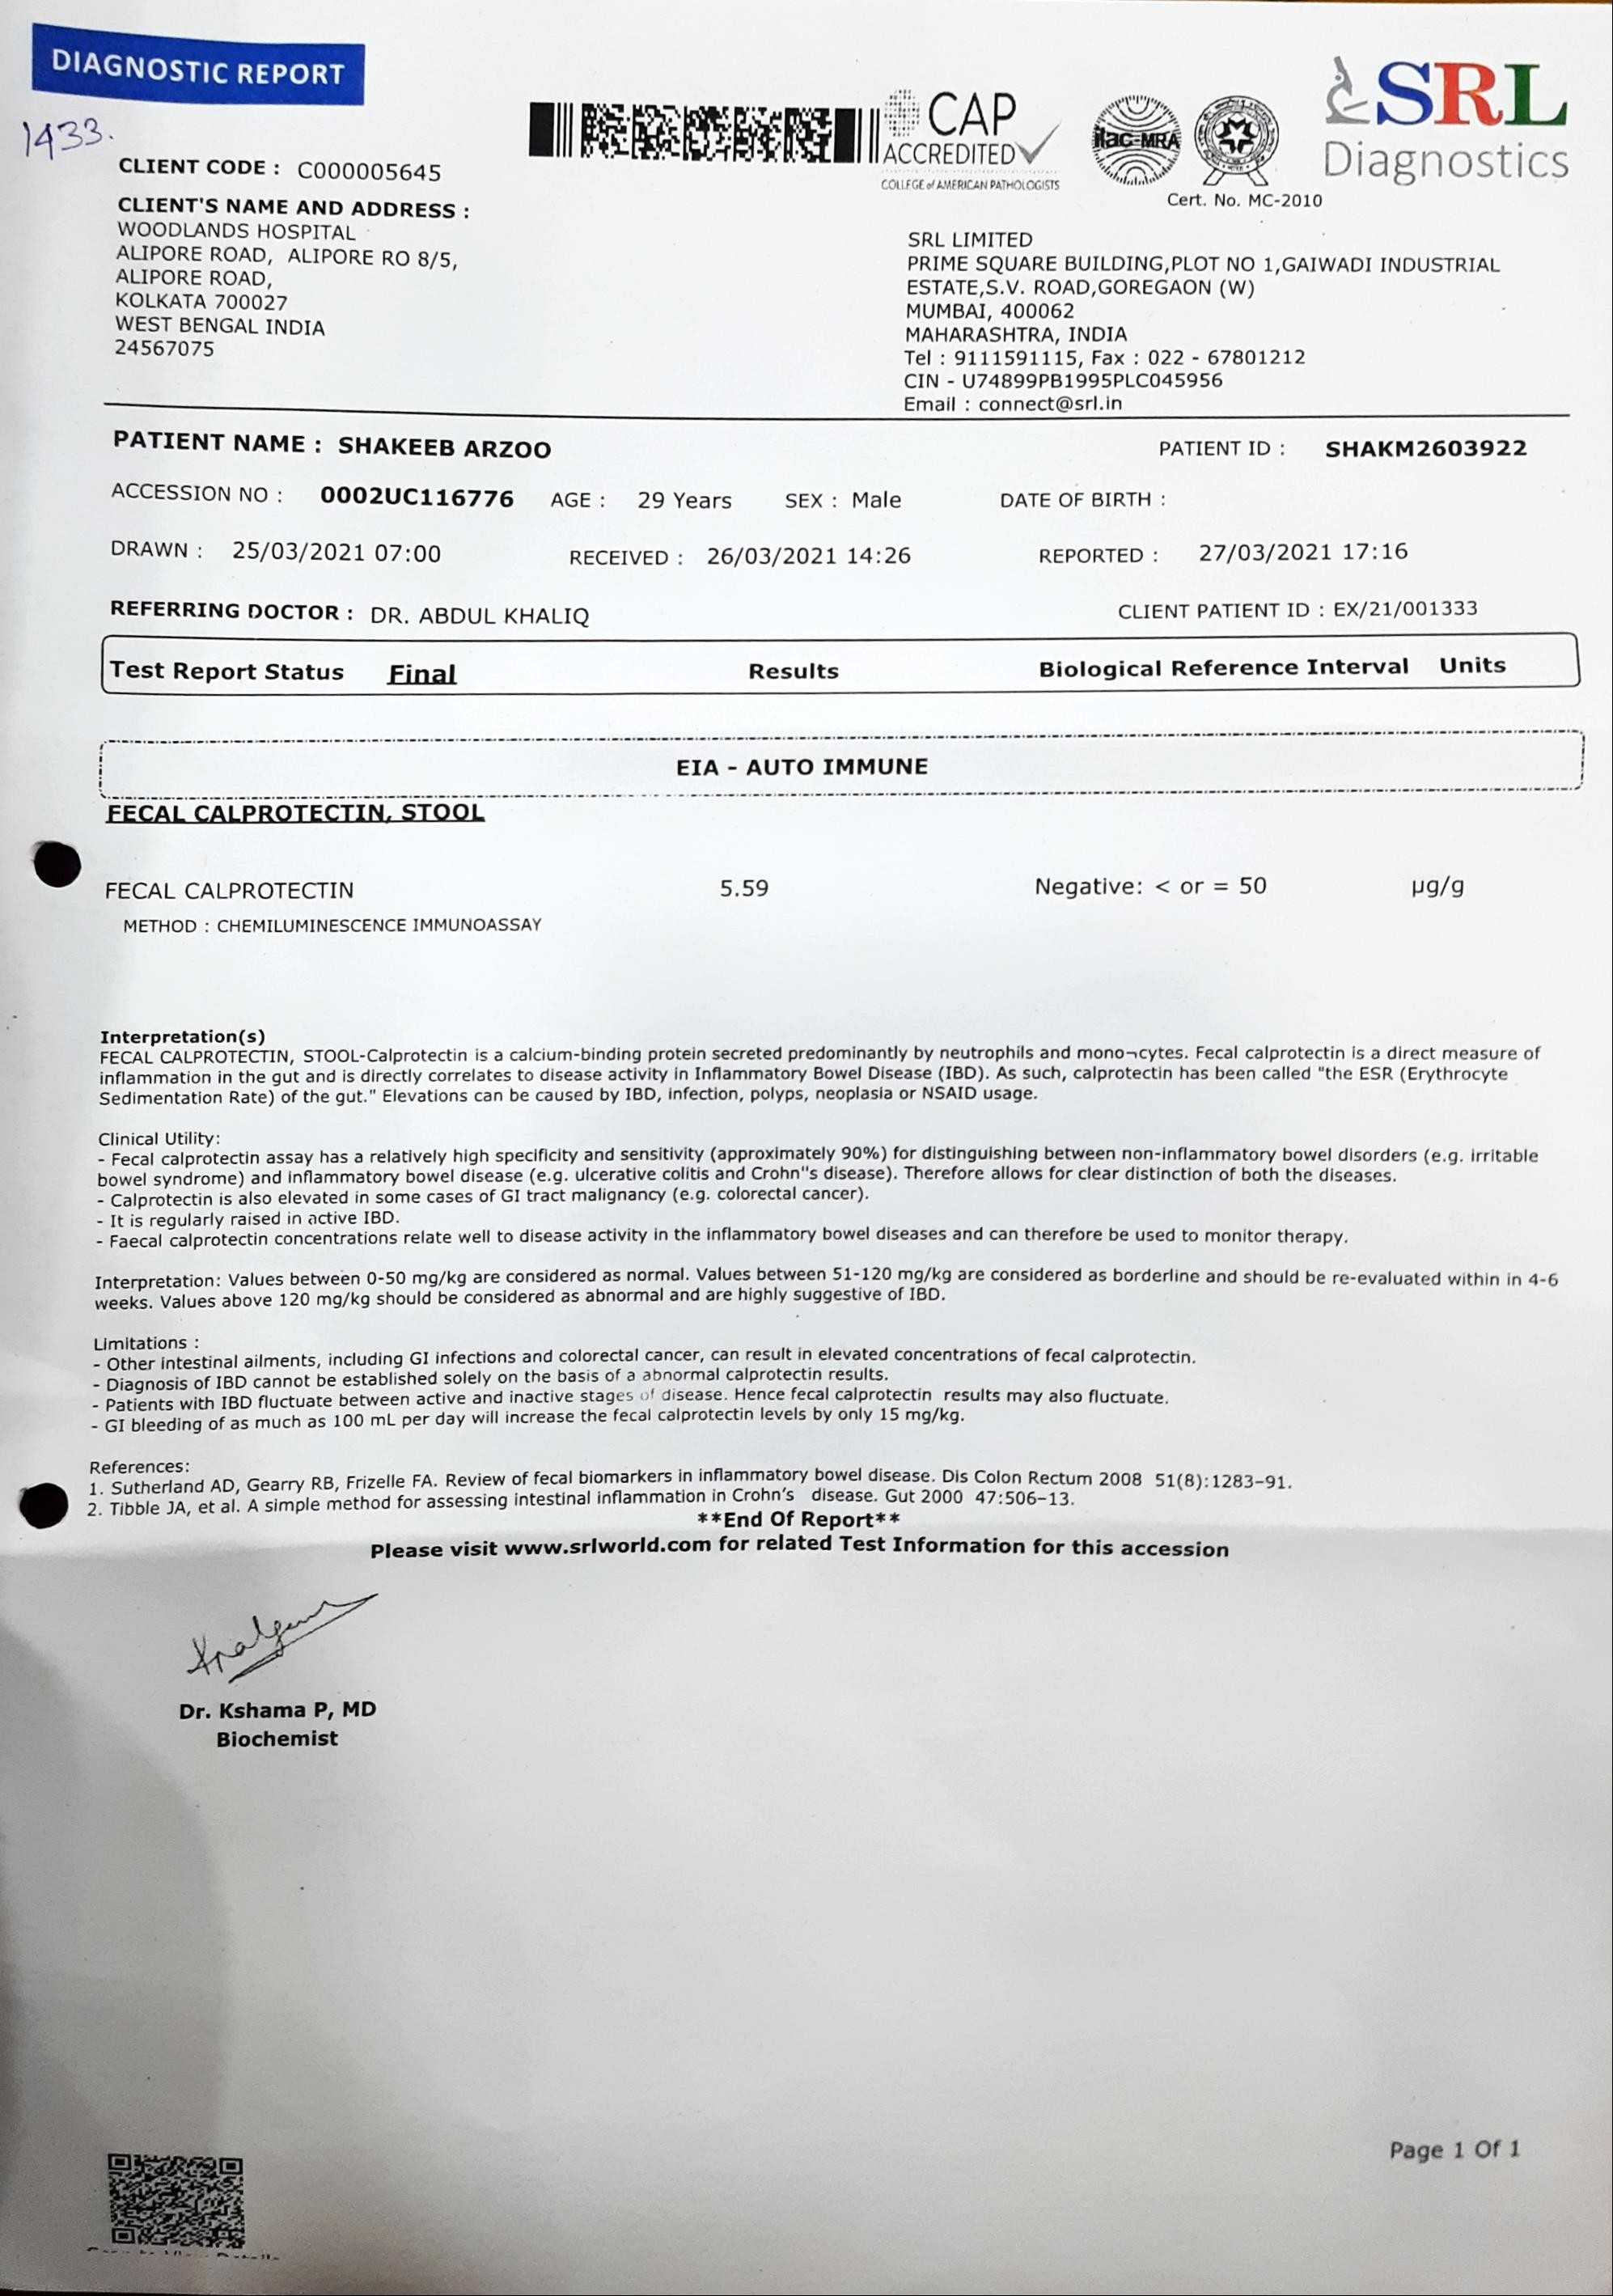 DIAGNOSTIC REPORT
1433.
CAP
ACCREDITED
COLLEGE of AMERICAN PATHOLOGISTS
ilac-MRA
Cert. No. MC-2010
SRL
Diagnostics
CLIENT CODE : C000005645
CLIENT'S NAME AND ADDRESS :
WOODLANDS HOSPITAL
ALIPORE ROAD, ALIPORE RO 8/5,
ALIPORE ROAD,
KOLKATA 700027
WEST BENGAL INDIA
24567075
SRL LIMITED
PRIME SQUARE BUILDING,PLOT NO 1,GAIWADI INDUSTRIAL
ESTATE,S.V. ROAD,GOREGAON (W)
MUMBAI, 400062
MAHARASHTRA, INDIA
Tel : 9111591115, Fax : 022 - 67801212
CIN - U74899PB1995PLC045956
Email : connect@srl.in
PATIENT NAME : SHAKEEB ARZOO PATIENT ID : SHAKM2603922
ACCESSION NO : 0002UC116776 AGE : 29 Years SEX : Male DATE OF BIRTH :
DRAWN : 25/03/2021 07:00 RECEIVED : 26/03/2021 14:26 REPORTED : 27/03/2021 17:16
REFERRING DOCTOR : DR. ABDUL KHALIQ CLIENT PATIENT ID : EX/21/001333
Test Report Status Final Results Biological Reference Interval Units
EIA - AUTO IMMUNE
FECAL CALPROTECTIN, STOOL
FECAL CALPROTECTIN 5.59 Negative: < or = 50 µg/g
METHOD : CHEMILUMINESCENCE IMMUNOASSAY
Interpretation(s)
FECAL CALPROTECTIN, STOOL-Calprotectin is a calcium-binding protein secreted predominantly by neutrophils and mono¬cytes. Fecal calprotectin is a direct measure of
inflammation in the gut and is directly correlates to disease activity in Inflammatory Bowel Disease (IBD). As such, calprotectin has been called "the ESR (Erythrocyte
Sedimentation Rate) of the gut." Elevations can be caused by IBD, infection, polyps, neoplasia or NSAID usage.
Clinical Utility:
- Fecal calprotectin assay has a relatively high specificity and sensitivity (approximately 90%) for distinguishing between non-inflammatory bowel disorders (e.g. irritable
bowel syndrome) and inflammatory bowel disease (e.g. ulcerative colitis and Crohn''s disease). Therefore allows for clear distinction of both the diseases.
- Calprotectin is also elevated in some cases of GI tract malignancy (e.g. colorectal cancer).
- It is regularly raised in active IBD.
- Faecal calprotectin concentrations relate well to disease activity in the inflammatory bowel diseases and can therefore be used to monitor therapy.
Interpretation: Values between 0-50 mg/kg are considered as normal. Values between 51-120 mg/kg are considered as borderline and should be re-evaluated within in 4-6
weeks. Values above 120 mg/kg should be considered as abnormal and are highly suggestive of IBD.
Limitations :
- Other intestinal ailments, including GI infections and colorectal cancer, can result in elevated concentrations of fecal calprotectin.
- Diagnosis of IBD cannot be established solely on the basis of a abnormal calprotectin results.
- Patients with IBD fluctuate between active and inactive stages of disease. Hence fecal calprotectin results may also fluctuate.
- GI bleeding of as much as 100 mL per day will increase the fecal calprotectin levels by only 15 mg/kg.
References:
1. Sutherland AD, Gearry RB, Frizelle FA. Review of fecal biomarkers in inflammatory bowel disease. Dis Colon Rectum 2008 51(8):1283–91.
2. Tibble JA, et al. A simple method for assessing intestinal inflammation in Crohn's disease. Gut 2000 47:506–13.
**End Of Report**
Please visit www.srlworld.com for related Test Information for this accession
Dr. Kshama P, MD
Biochemist
Page 1 Of 1